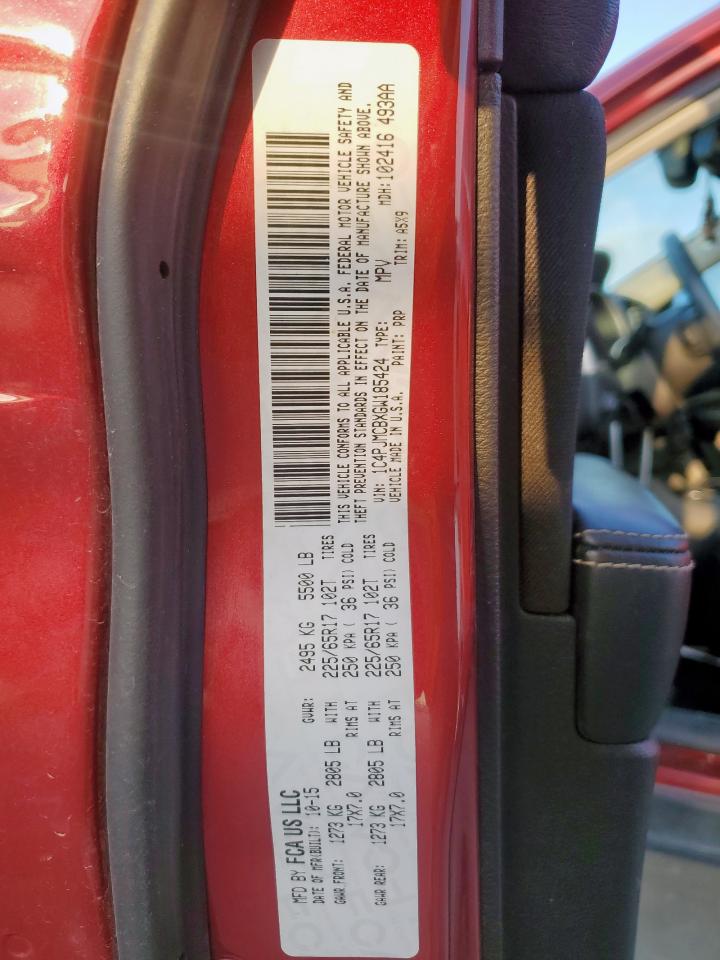 MFD BY FCA US LLC
DATE OF MFR(BUILT): 10-15 GVWR: 2495 KG 5500 LB
GAWR FRONT: 1273 KG 2805 LB WITH 225/65R17 102T TIRES
17X7.0 RIMS AT 250 KPA ( 36 PSI) COLD
GAWR REAR: 1273 KG 2805 LB WITH 225/65R17 102T TIRES
17X7.0 RIMS AT 250 KPA ( 36 PSI) COLD
THIS VEHICLE CONFORMS TO ALL APPLICABLE U.S.A. FEDERAL MOTOR VEHICLE SAFETY AND
THEFT PREVENTION STANDARDS IN EFFECT ON THE DATE OF MANUFACTURE SHOWN ABOVE.
VIN: 1C4PJMCBXGW185424 TYPE: MPV MDH:102416 493AA
VEHICLE MADE IN U.S.A. PAINT: PRP TRIM: A5X9